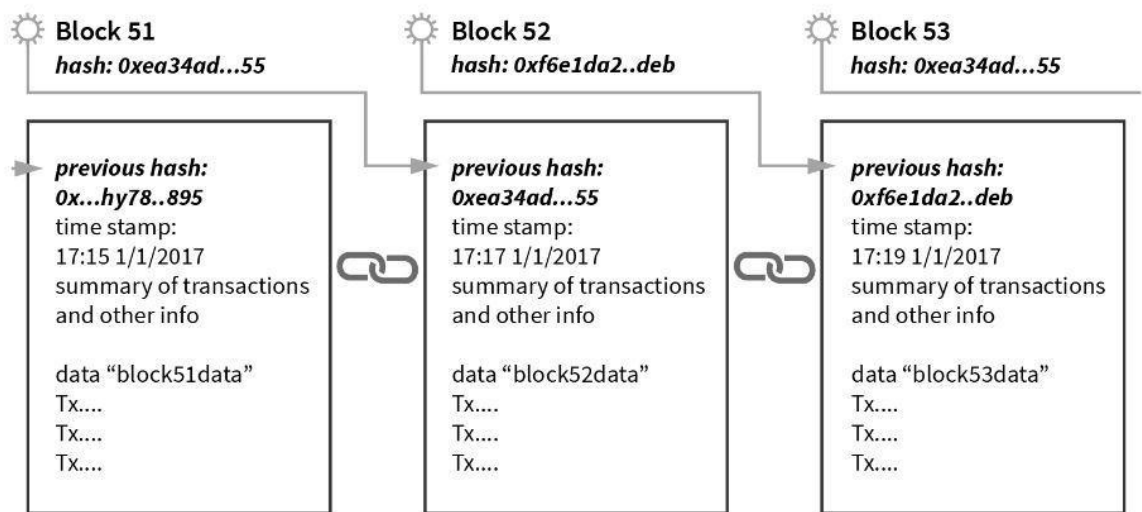 Block 51
hash: 0xea34ad...55
previous hash:
0x...hy78..895
time stamp:
17:15 1/1/2017
summary of transactions
and other info
data “block51data”
Tx....
Tx....
Tx....
Block 52
hash: 0xf6e1da2..deb
previous hash:
0xea34ad...55
time stamp:
17:17 1/1/2017
summary of transactions
and other info
data “block52data”
Tx....
Tx....
Tx....
Block 53
hash: 0xea34ad...55
previous hash:
0xf6e1da2..deb
time stamp:
17:19 1/1/2017
summary of transactions
and other info
data “block53data”
Tx....
Tx....
Tx....